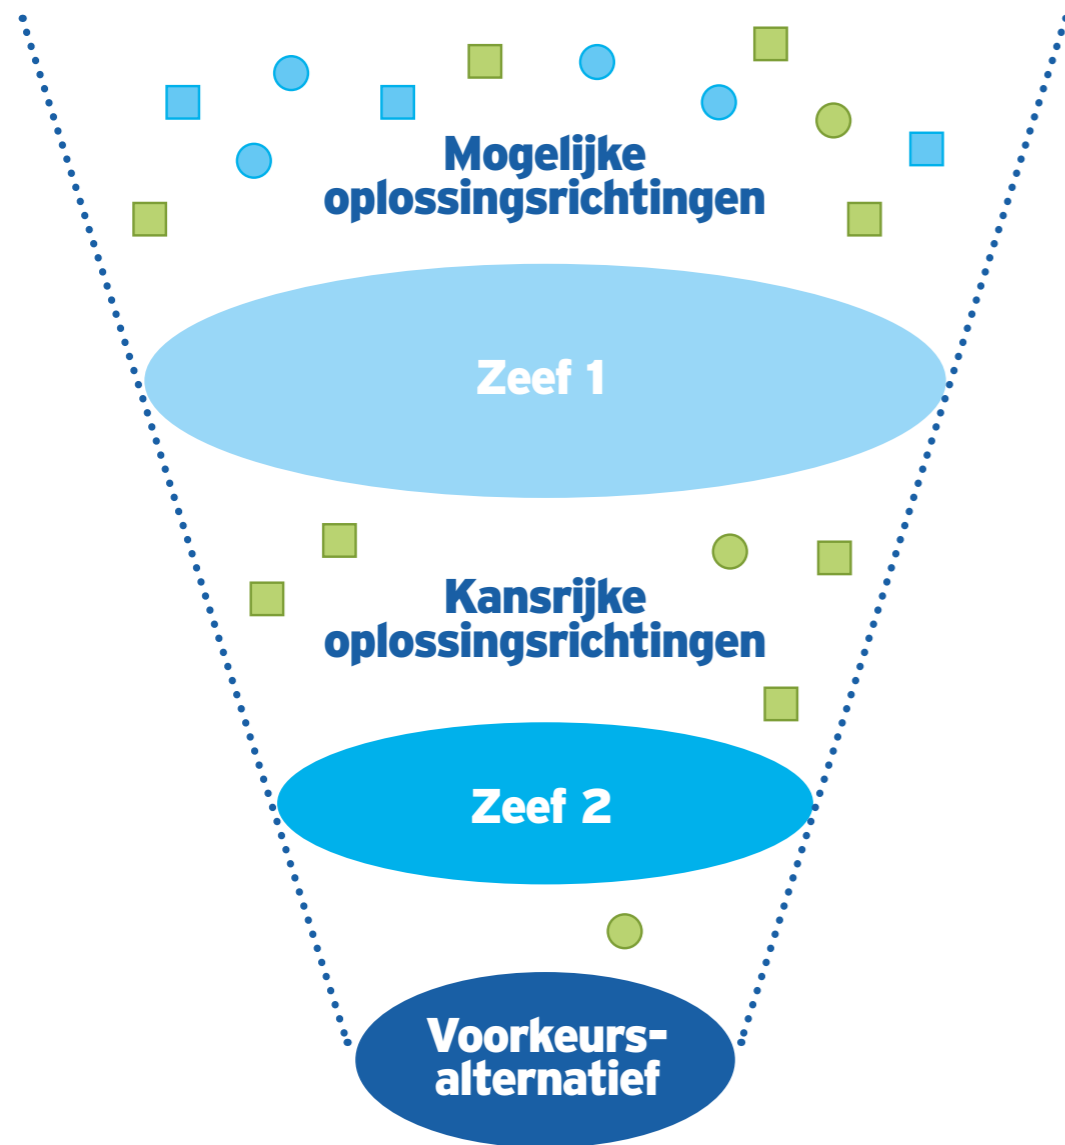 Mogelijke
oplossingsrichtingen
Zeef 1
Kansrijke
oplossingsrichtingen
Zeef 2
Voorkeurs-
alternatief